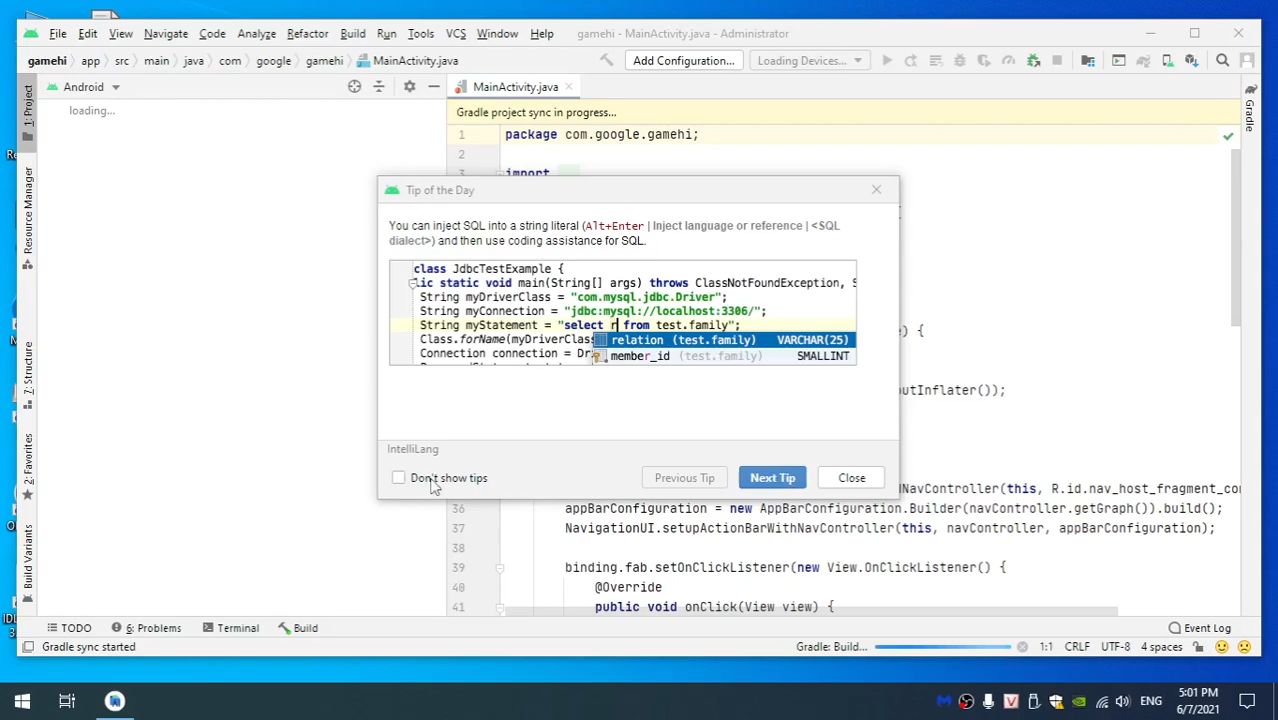 File Edit View Navigate Code Analyze Refactor Build Run Tools VCS Window Help gamehi - MainActivity.java - Administrator
gamehi app src main java com google gamehi MainActivity.java Add Configuration... Loading Devices...
Android
MainActivity.java
loading...
Gradle project sync in progress...
1: Project
Resource Manager
7: Structure
2: Favorites
Build Variants
Gradle
1 package com.google.gamehi;
2
3 import
Tip of the Day
You can inject SQL into a string literal (Alt+Enter | Inject language or reference | <SQL
dialect>) and then use coding assistance for SQL.
class JdbcTestExample {
lic static void main(String[] args) throws ClassNotFoundException, S
String myDriverClass = "com.mysql.jdbc.Driver";
String myConnection = "jdbc:mysql://localhost:3306/";
String myStatement = "select r from test.family";
Class.forName(myDriverClass
relation (test.family) VARCHAR(25)
Connection connection = Dri
member_id (test.family) SMALLINT
e) {
outInflater());
IntelliLang
Don't show tips
Previous Tip Next Tip Close
NavController(this, R.id.nav_host_fragment_co
36 appBarConfiguration = new AppBarConfiguration.Builder(navController.getGraph()).build();
37 NavigationUI.setupActionBarWithNavController(this, navController, appBarConfiguration);
38
39 binding.fab.setOnClickListener(new View.OnClickListener() {
40 @Override
41 public void onClick(View view) {
TODO 6: Problems Terminal Build Event Log
Gradle sync started Gradle: Build... 1:1 CRLF UTF-8 4 spaces
ENG
5:01 PM
6/7/2021